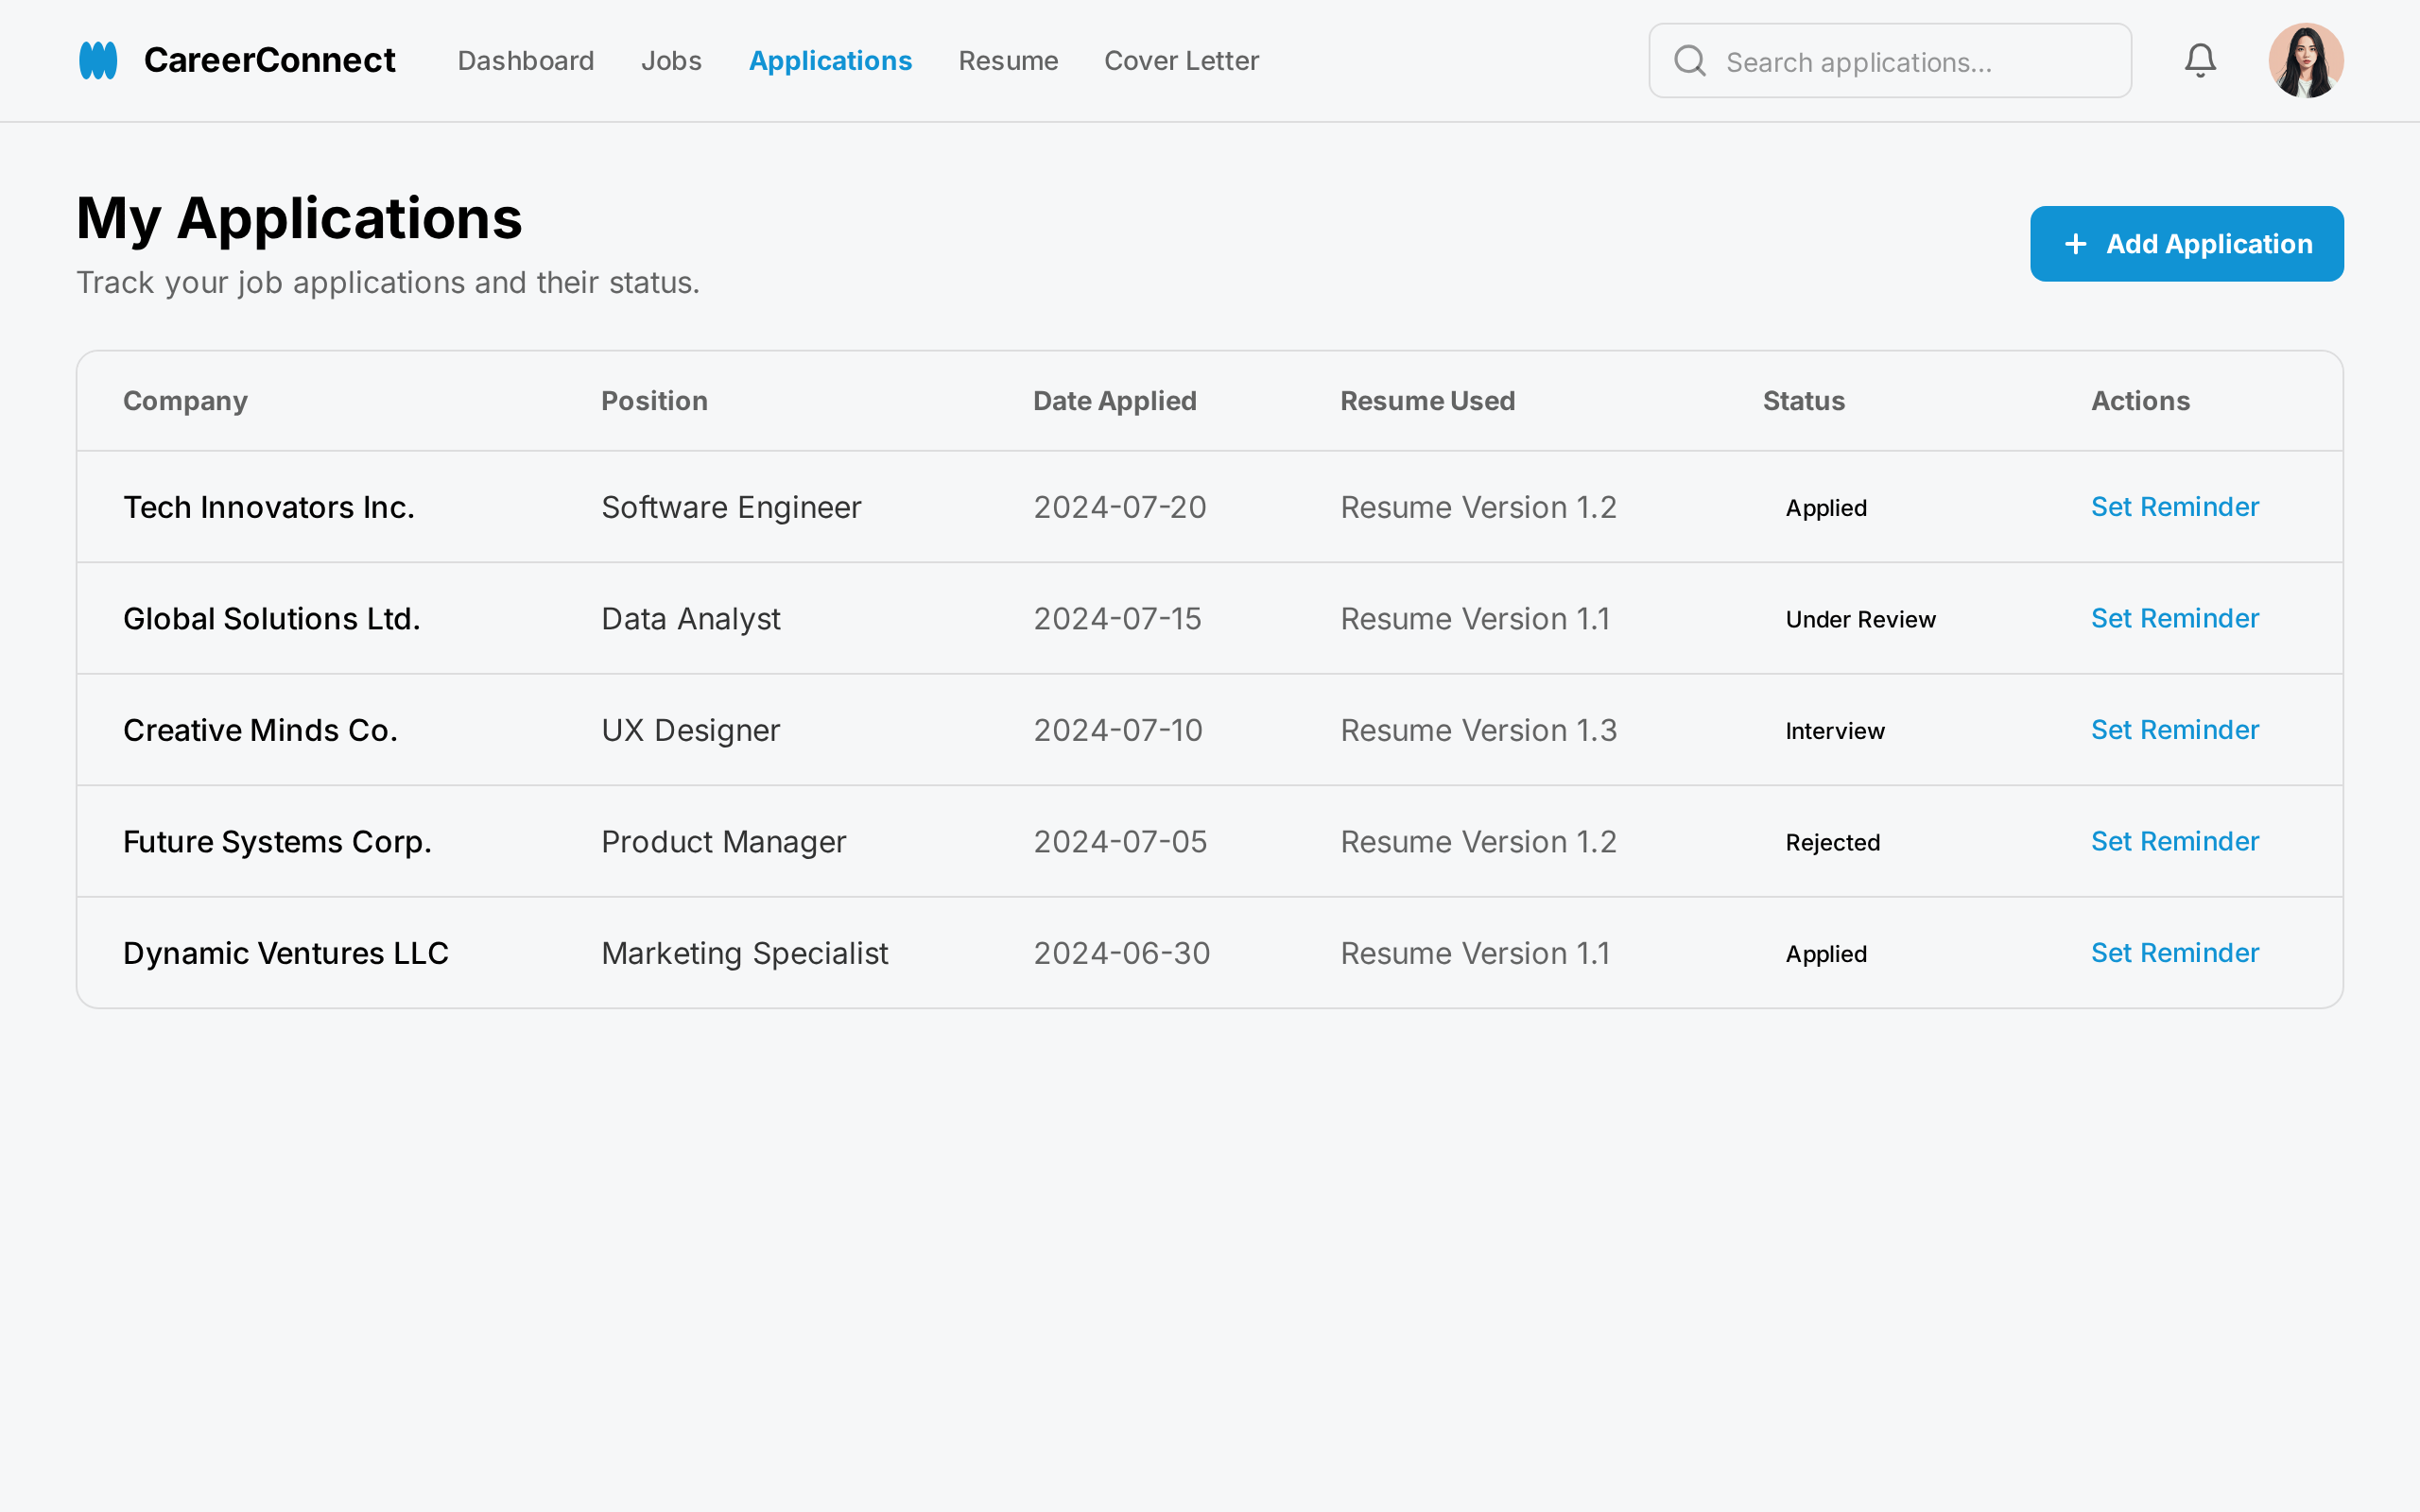 CareerConnect Dashboard Jobs Applications Resume Cover Letter Search applications...
My Applications
Track your job applications and their status.
+ Add Application
Company Position Date Applied Resume Used Status Actions
Tech Innovators Inc. Software Engineer 2024-07-20 Resume Version 1.2 Applied Set Reminder
Global Solutions Ltd. Data Analyst 2024-07-15 Resume Version 1.1 Under Review Set Reminder
Creative Minds Co. UX Designer 2024-07-10 Resume Version 1.3 Interview Set Reminder
Future Systems Corp. Product Manager 2024-07-05 Resume Version 1.2 Rejected Set Reminder
Dynamic Ventures LLC Marketing Specialist 2024-06-30 Resume Version 1.1 Applied Set Reminder